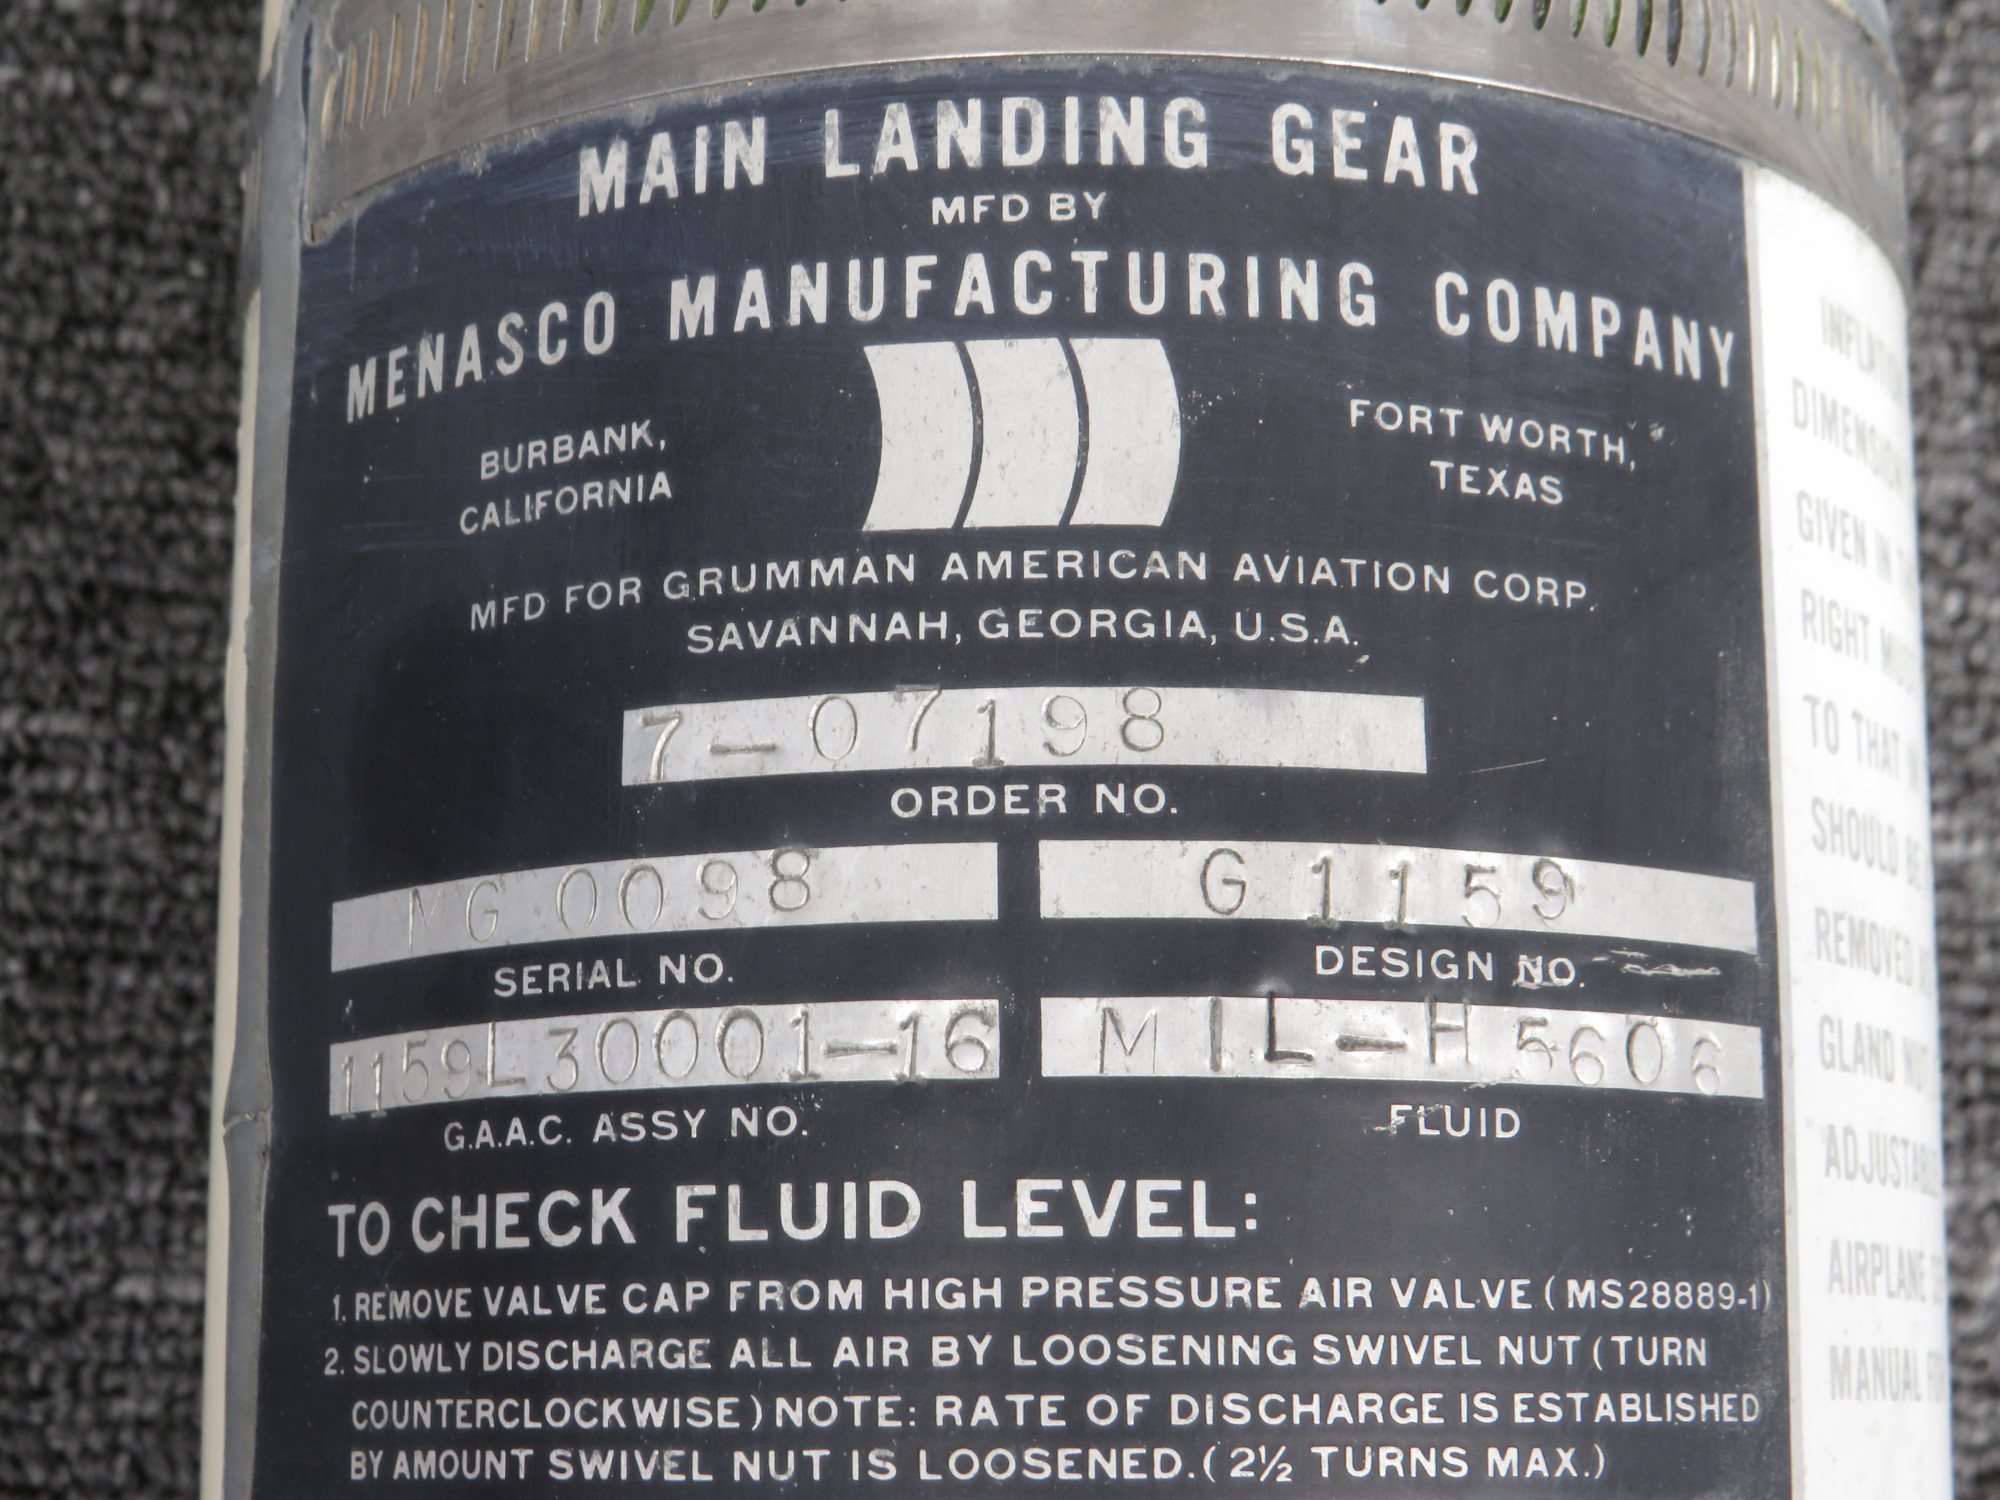 MAIN LANDING GEAR
MFD BY
MENASCO MANUFACTURING COMPANY
BURBANK,
CALIFORNIA
FORT WORTH,
TEXAS
MFD FOR GRUMMAN AMERICAN AVIATION CORP.
SAVANNAH, GEORGIA, U.S.A.
7-07198
ORDER NO.
MG 0098
SERIAL NO.
G 1159
DESIGN NO.
1159L30001-16
G.A.A.C. ASSY NO.
MIL-H5606
FLUID
TO CHECK FLUID LEVEL:
1. REMOVE VALVE CAP FROM HIGH PRESSURE AIR VALVE (MS28889-1)
2. SLOWLY DISCHARGE ALL AIR BY LOOSENING SWIVEL NUT (TURN
COUNTERCLOCKWISE) NOTE: RATE OF DISCHARGE IS ESTABLISHED
BY AMOUNT SWIVEL NUT IS LOOSENED. (2½ TURNS MAX.)
GIVEN IN
RIGHT
TO THAT
SHOULD BE
REMOVED
GLAND NUT
AIRPLANE
MANUAL